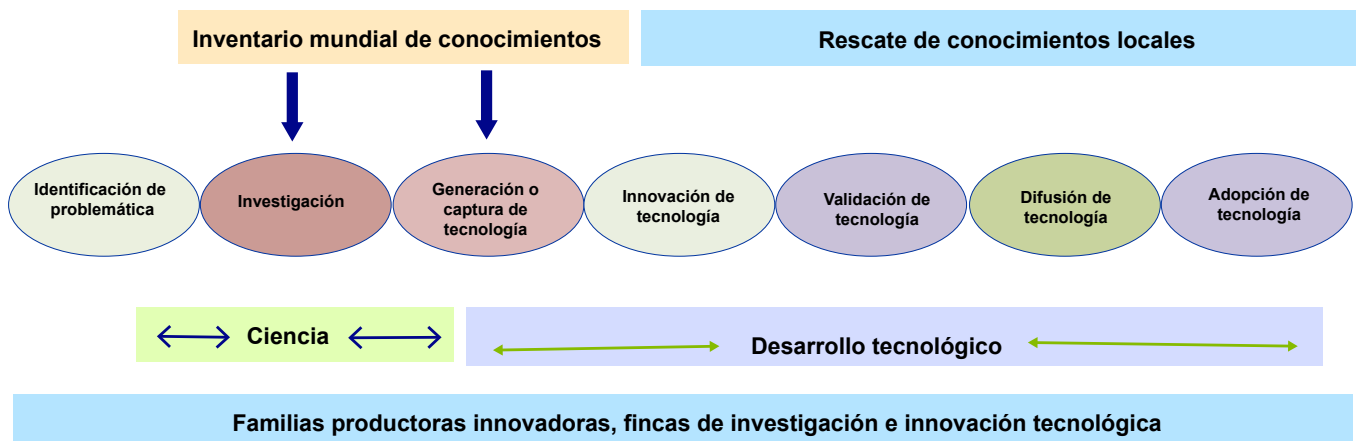 Inventario mundial de conocimientos
Rescate de conocimientos locales
Identificación de
problemática
Investigación
Generación o
captura de
tecnología
Innovación de
tecnología
Validación de
tecnología
Difusión de
tecnología
Adopción de
tecnología
Ciencia
Desarrollo tecnológico
Familias productoras innovadoras, fincas de investigación e innovación tecnológica